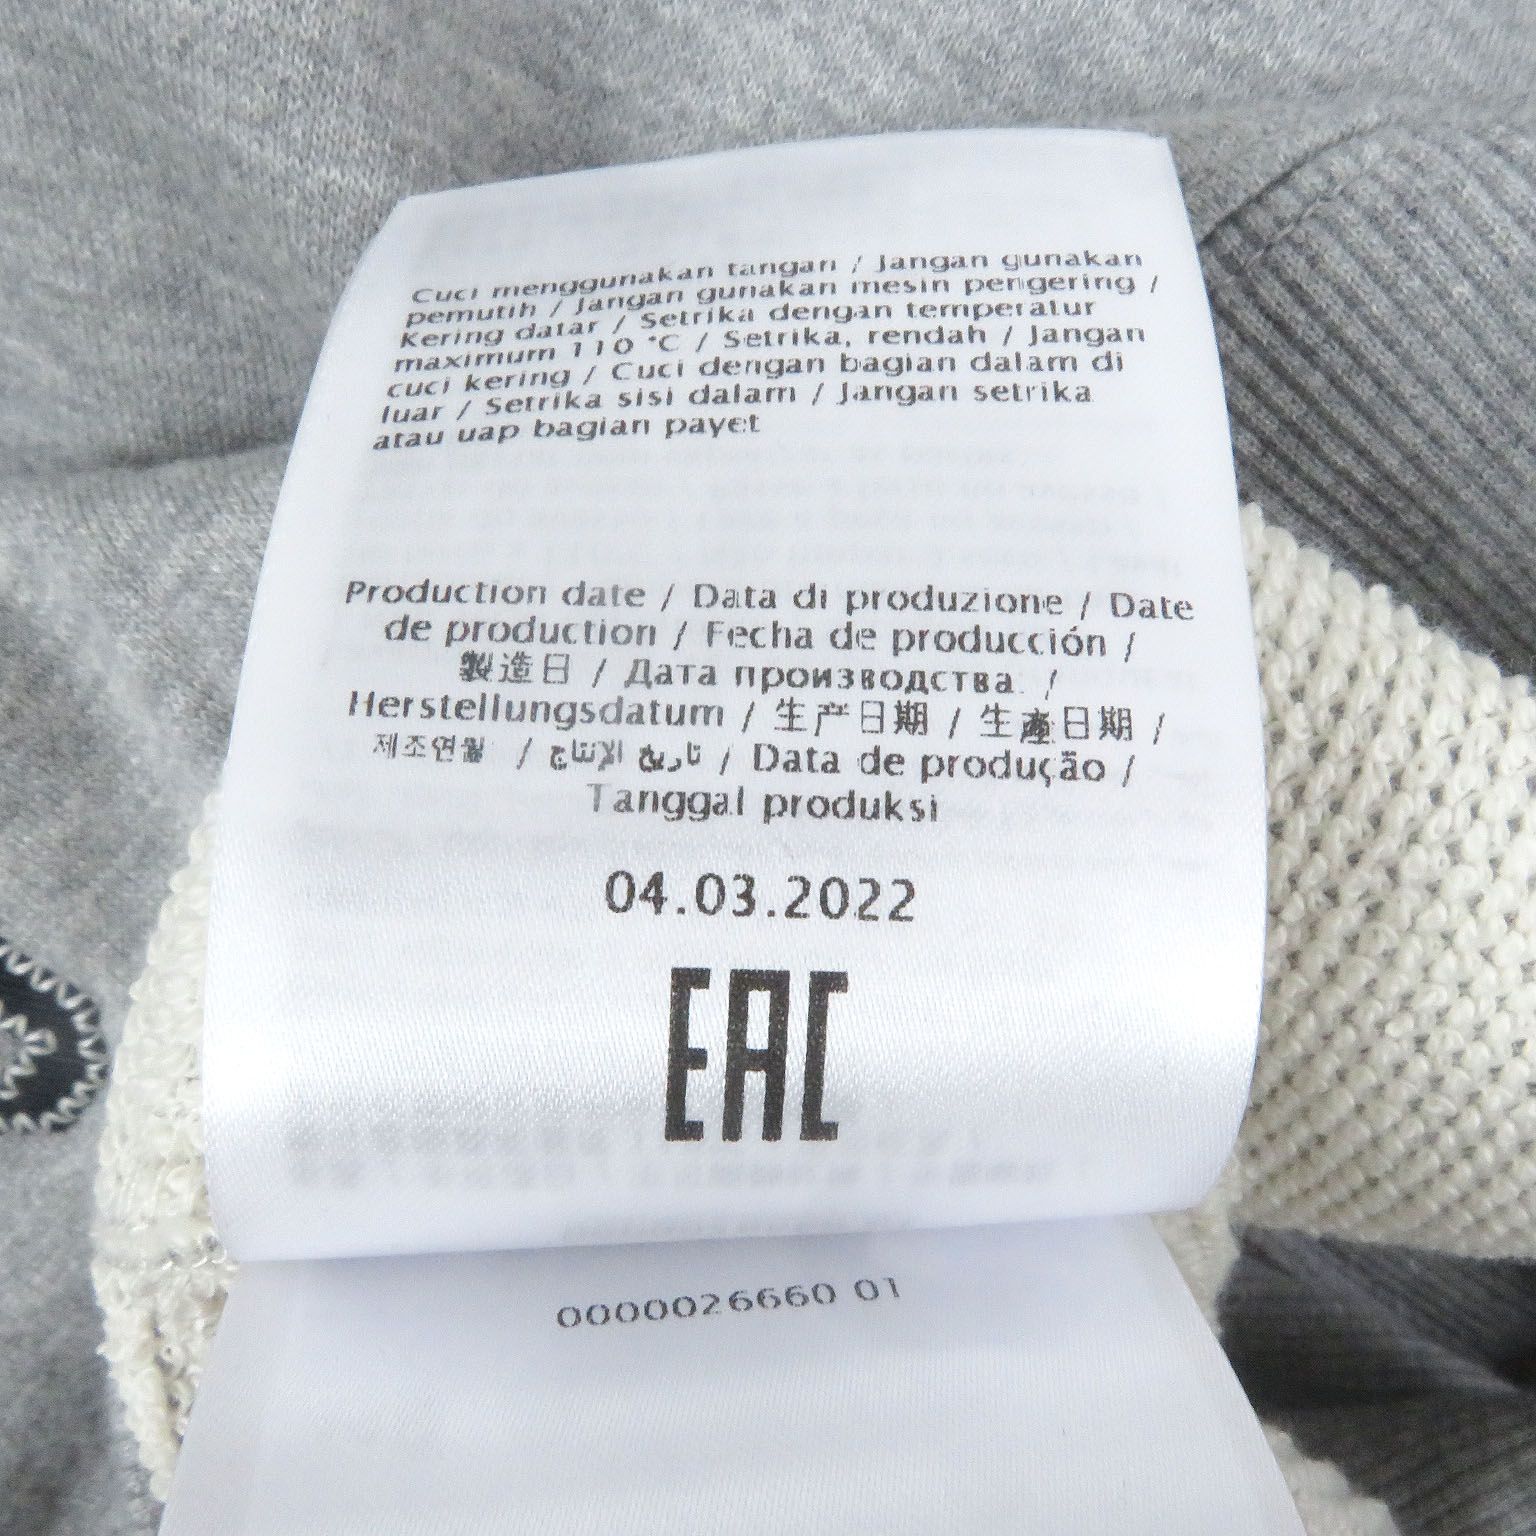 Cuci menggunakan tangan / Jangan gunakan
pemutih / Jangan gunakan mesin pengering /
Kering datar / Setrika dengan temperatur
maximum 110 °C / Setrika, rendah / Jangan
cuci kering / Cuci dengan bagian dalam di
luar / Setrika sisi dalam / Jangan setrika
atau uap bagian payet
Production date / Data di produzione / Date
de production / Fecha de producción /
製造日 / Дата производства /
Herstellungsdatum / 生产日期 / 生產日期 /
제조연월 / تاريخ الإنتاج / Data de produção /
Tanggal produksi
04.03.2022
EAC
0000026660 01